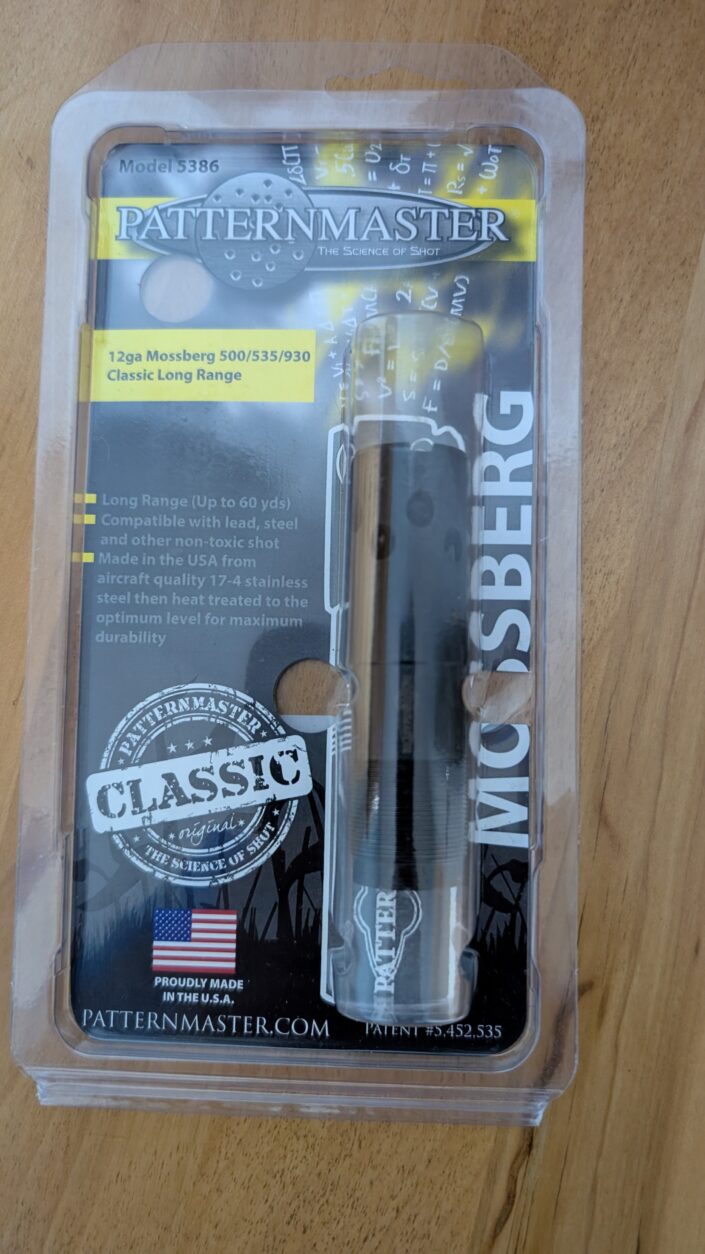 Model 5386
PATTERNMASTER
THE SCIENCE OF SHOT
12ga Mossberg 500/535/930
Classic Long Range
Long Range (Up to 60 yds)
Compatible with lead, steel
and other non-toxic shot
Made in the USA from
aircraft quality 17-4 stainless
steel then heat treated to the
optimum level for maximum
durability
PATTERNMASTER
CLASSIC
original
THE SCIENCE OF SHOT
PROUDLY MADE
IN THE U.S.A.
PATTERNMASTER.COM
PATENT #5,452,535
MOSSBERG
PATTER